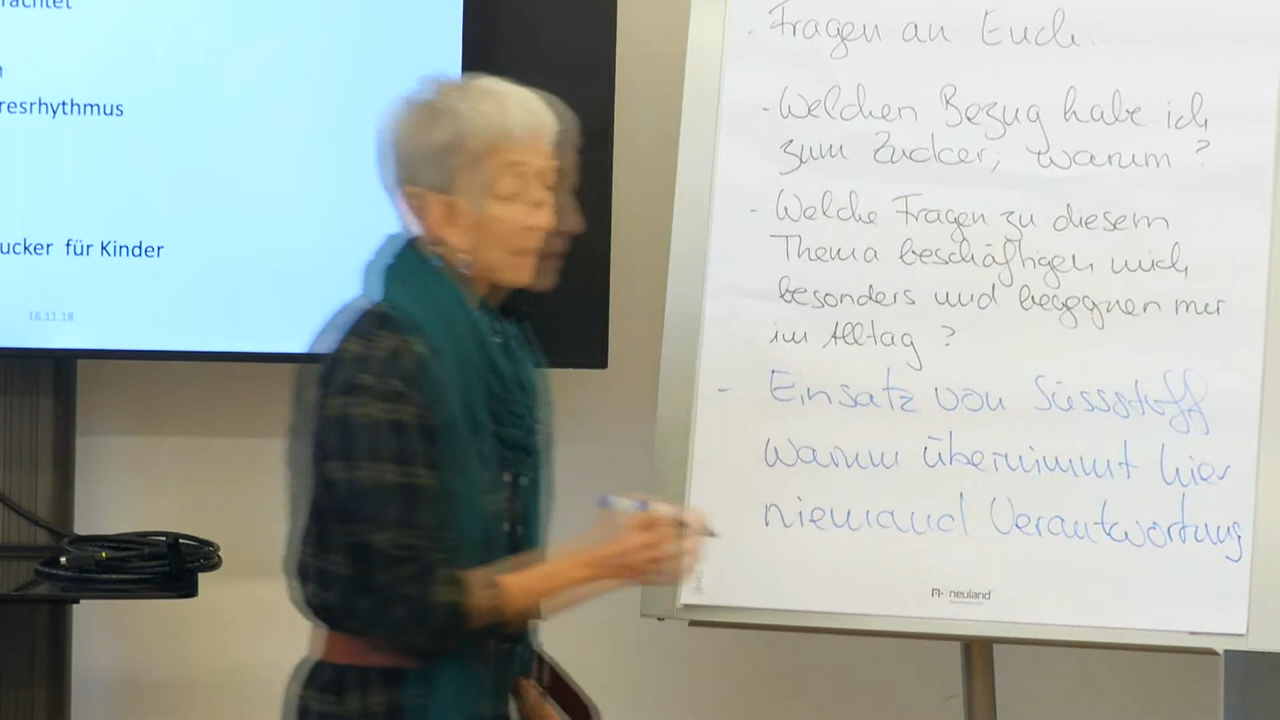 rachtet
n
resrhythmus
ucker für Kinder
16.11.18
Fragen an Euch.
- Welchen Bezug habe ich
zum Zucker, warum ?
- Welche Fragen zu diesem
Thema beschäftigen mich
besonders und begegnen mir
im Alltag ?
- Einsatz von Süssstoff
Warum übernimmt hier
niemand Verantwortung
neuland